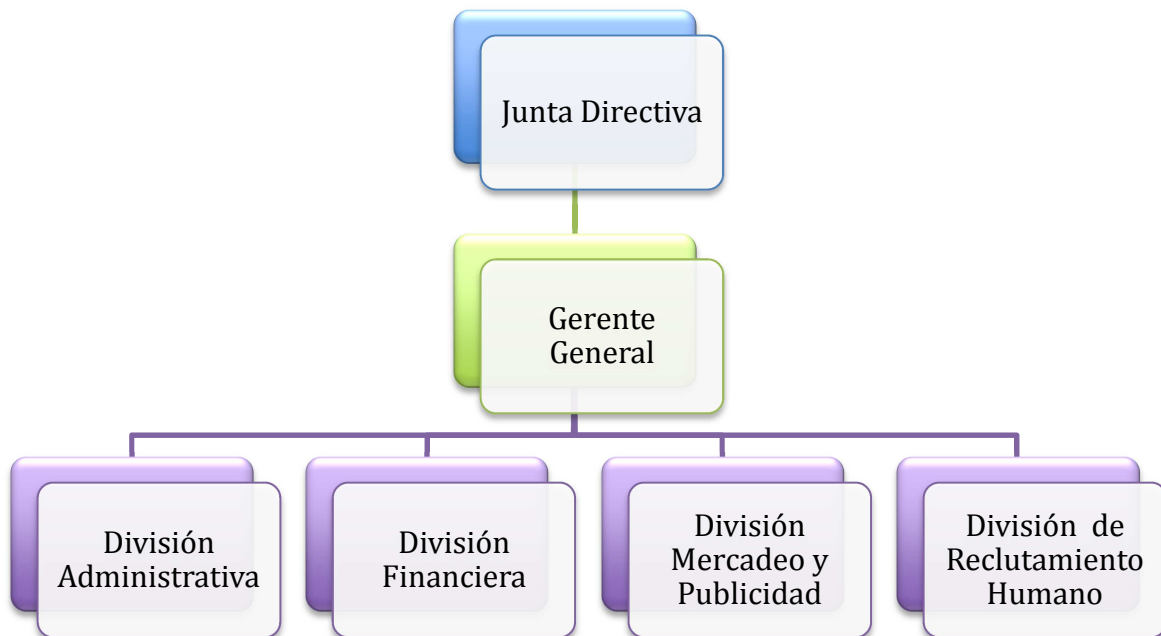 Junta Directiva
Gerente
General
División
Administrativa
División
Financiera
División
Mercadeo y
Publicidad
División de
Reclutamiento
Humano